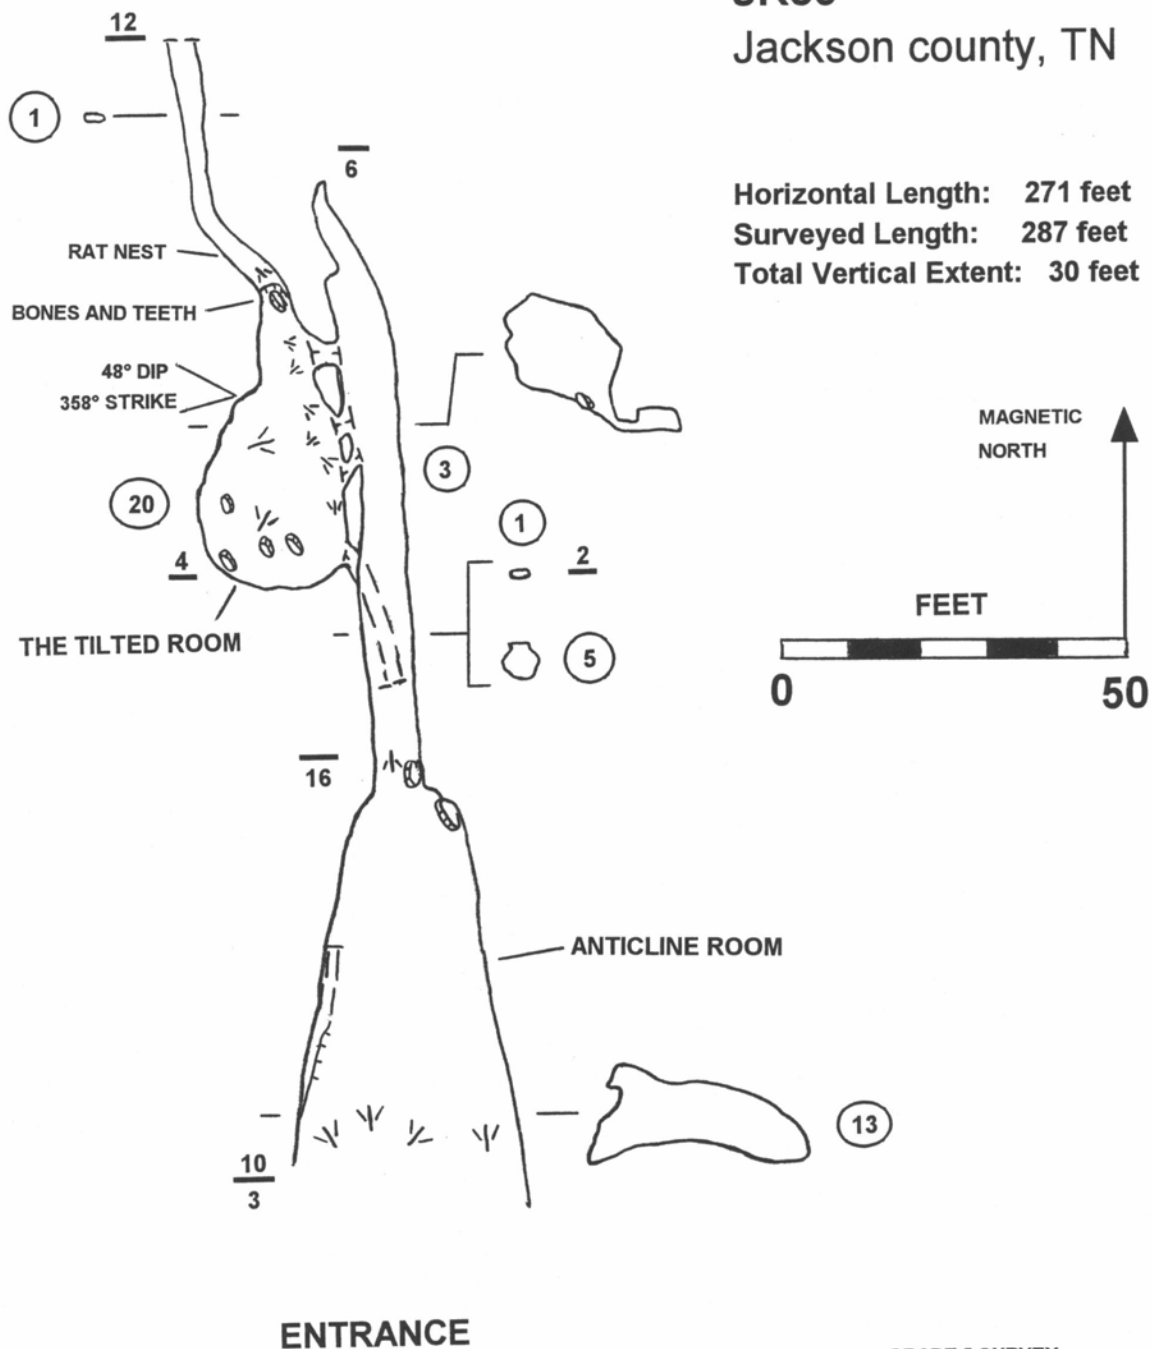 Jackson county, TN
Horizontal Length: 271 feet
Surveyed Length: 287 feet
Total Vertical Extent: 30 feet
12
1
6
RAT NEST
BONES AND TEETH
48° DIP
358° STRIKE
3
20
4
THE TILTED ROOM
1
2
5
16
MAGNETIC
NORTH
FEET
0 50
ANTICLINE ROOM
13
10
3
ENTRANCE